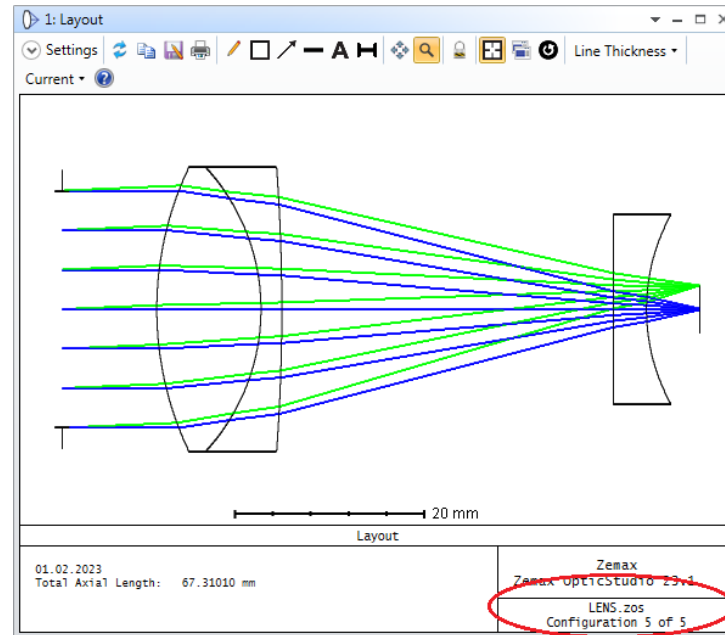 1: Layout
Settings
A
Line Thickness
Current
20 mm
Layout
01.02.2023
Total Axial Length: 67.31010 mm
Zemax
Zemax OpticStudio 23.1
LENS.zos
Configuration 5 of 5